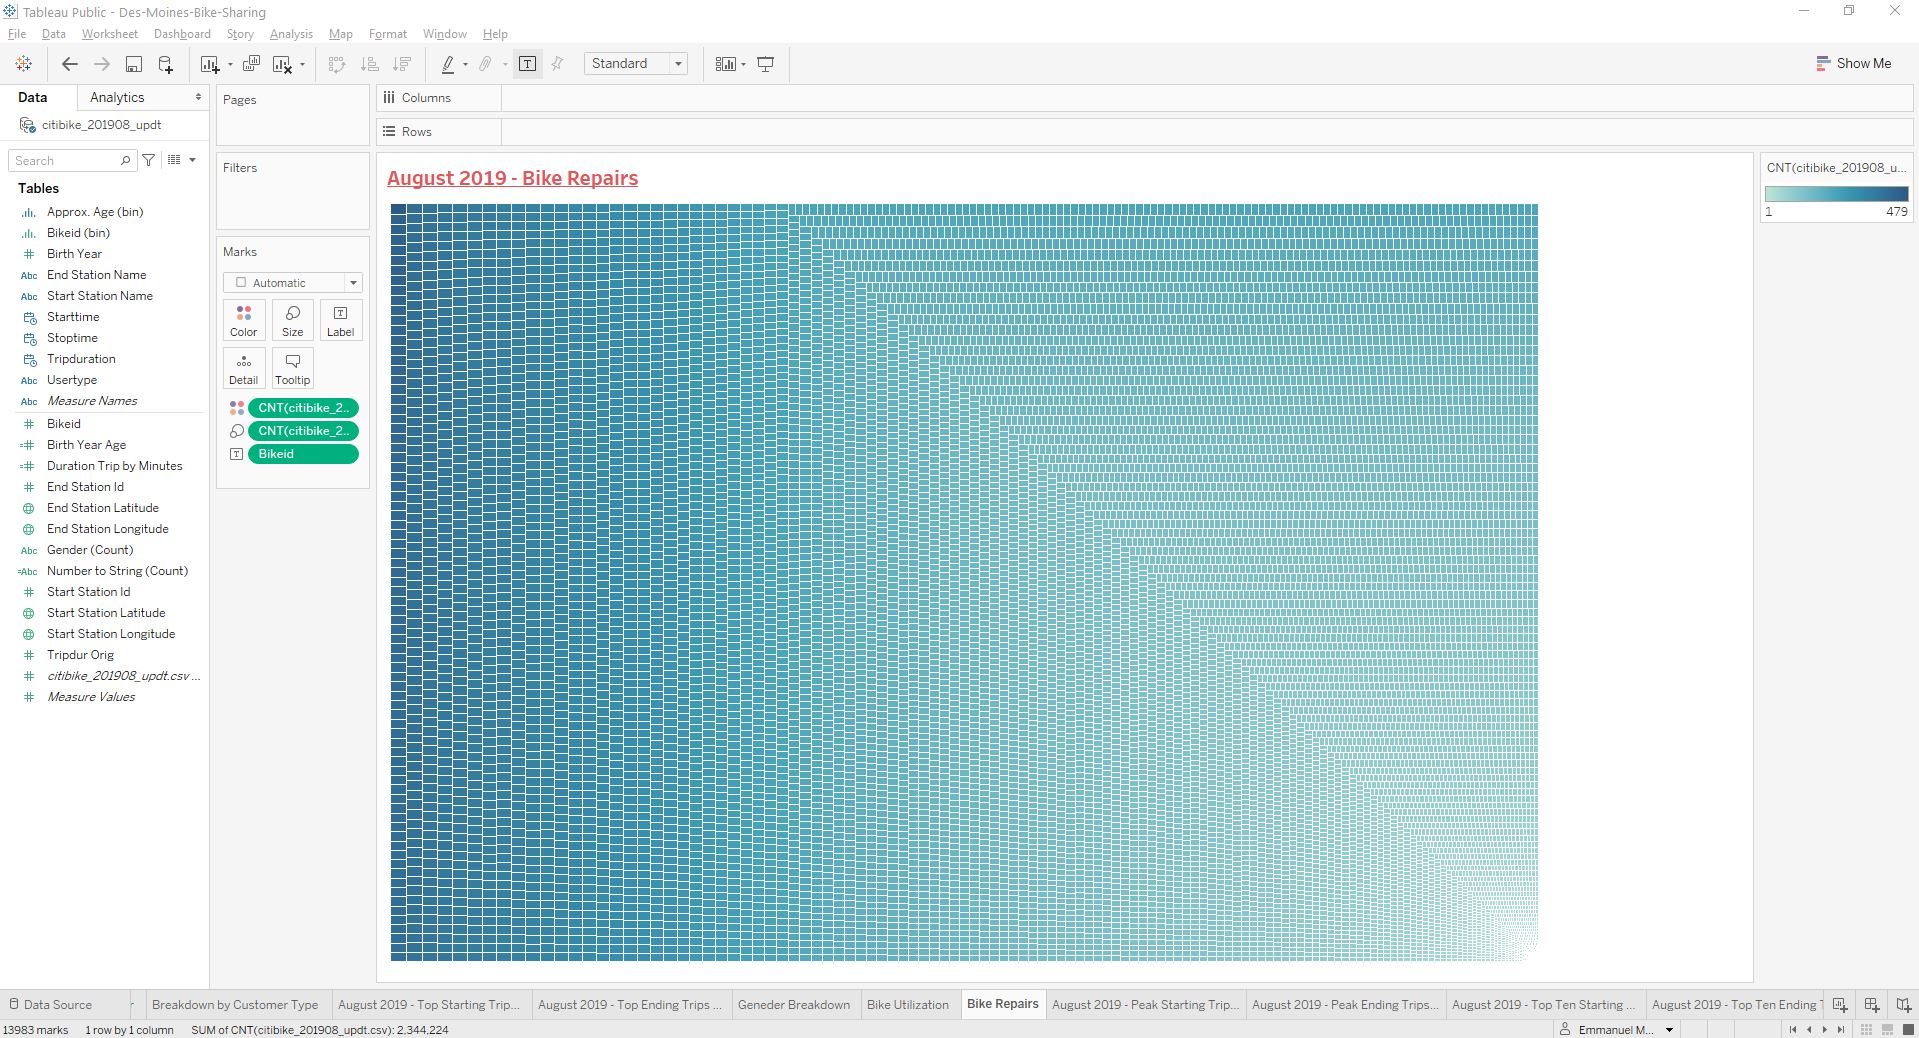 Tableau Public - Des-Moines-Bike-Sharing
File Data Worksheet Dashboard Story Analysis Map Format Window Help
Standard
Show Me
Data
Analytics
citibike_201908_updt
Search
Tables
Approx. Age (bin)
Bikeid (bin)
Birth Year
Abc End Station Name
Abc Start Station Name
Starttime
Stoptime
Tripduration
Abc Usertype
Abc Measure Names
Bikeid
=# Birth Year Age
=# Duration Trip by Minutes
# End Station Id
End Station Latitude
End Station Longitude
Abc Gender (Count)
=Abc Number to String (Count)
# Start Station Id
Start Station Latitude
Start Station Longitude
# Tripdur Orig
# citibike_201908_updt.csv ...
# Measure Values
Pages
Filters
Marks
Automatic
Color Size Label
Detail Tooltip
CNT(citibike_2..
CNT(citibike_2..
Bikeid
Columns
Rows
August 2019 - Bike Repairs
CNT(citibike_201908_u...
1 479
Data Source
Breakdown by Customer Type
August 2019 - Top Starting Trip...
August 2019 - Top Ending Trips ...
Geneder Breakdown
Bike Utilization
Bike Repairs
August 2019 - Peak Starting Trip...
August 2019 - Peak Ending Trips...
August 2019 - Top Ten Starting ...
August 2019 - Top Ten Ending T
13983 marks 1 row by 1 column SUM of CNT(citibike_201908_updt.csv): 2,344,224
Emmanuel M...